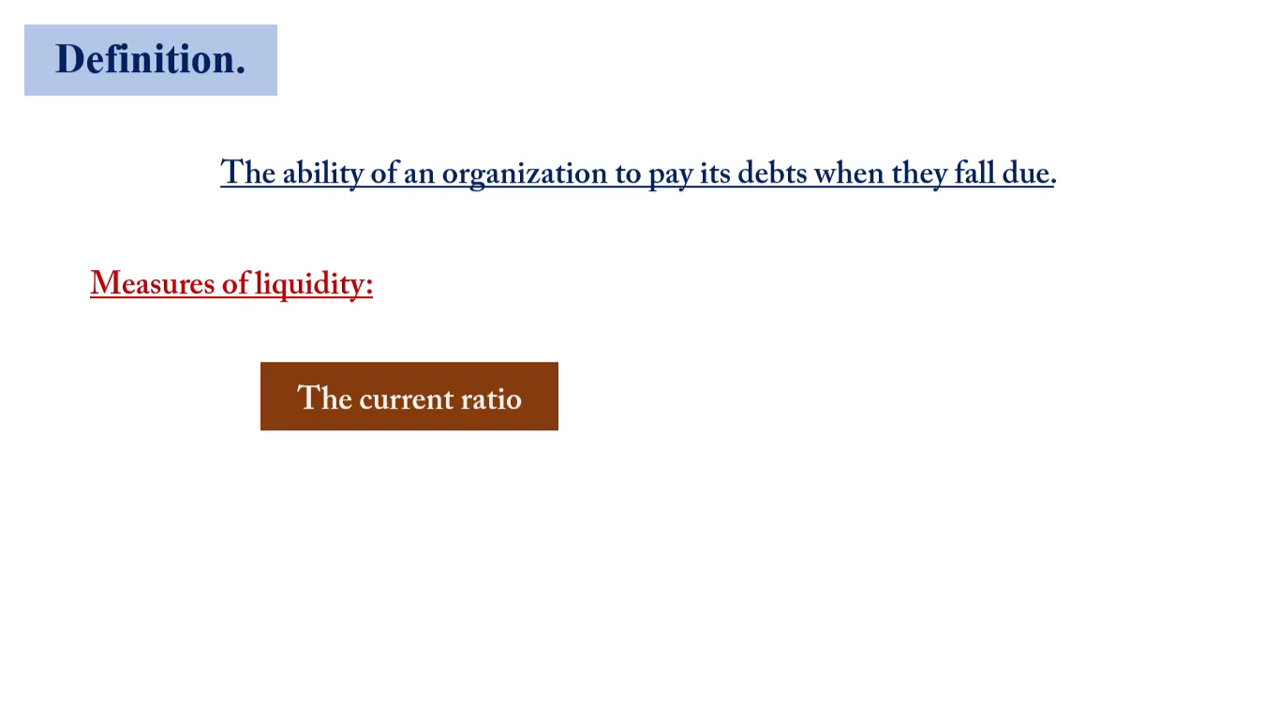 Definition.
The ability of an organization to pay its debts when they fall due.
Measures of liquidity:
The current ratio